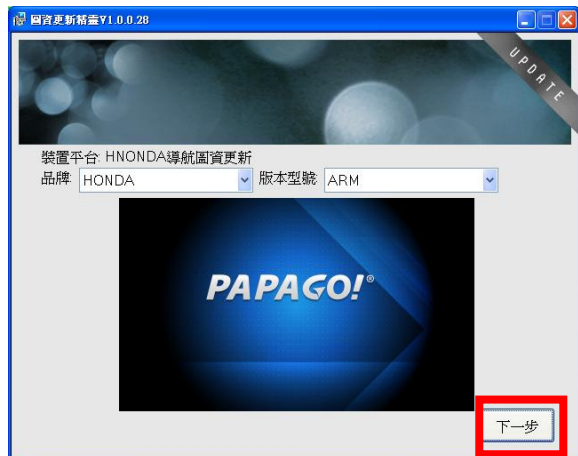 圖資更新精靈V1.0.0.28
UPDATE
裝置平台: HNONDA導航圖資更新
品牌: HONDA 版本型號: ARM
PAPAGO!®
下一步